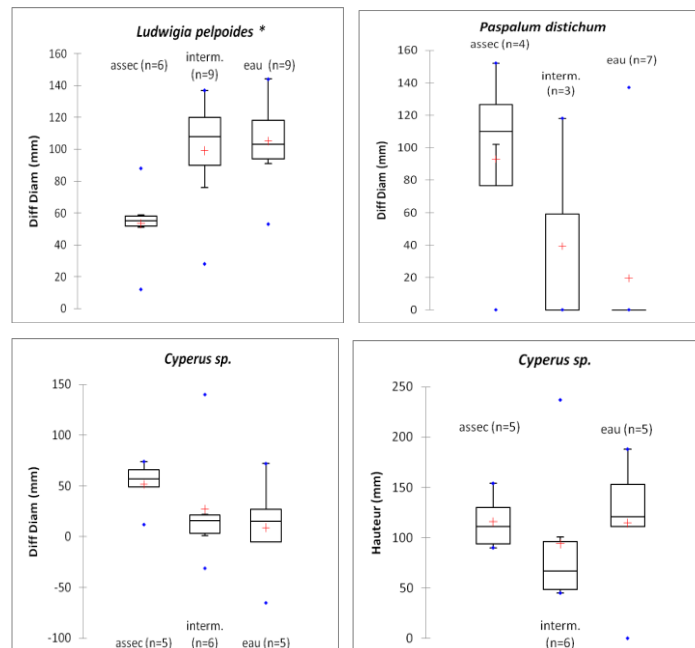 Ludwigia pelpoides *
160
140
120
100
80
60
40
20
0
Diff Diam (mm)
assec (n=6)
interm.
(n=9)
eau (n=9)
Paspalum distichum
160
140
120
100
80
60
40
20
0
Diff Diam (mm)
assec (n=4)
interm.
(n=3)
eau (n=7)
Cyperus sp.
150
100
50
0
-50
-100
Diff Diam (mm)
assec (n=5)
interm.
(n=6)
eau (n=5)
Cyperus sp.
250
200
150
100
50
0
Hauteur (mm)
assec (n=5)
interm.
(n=6)
eau (n=5)